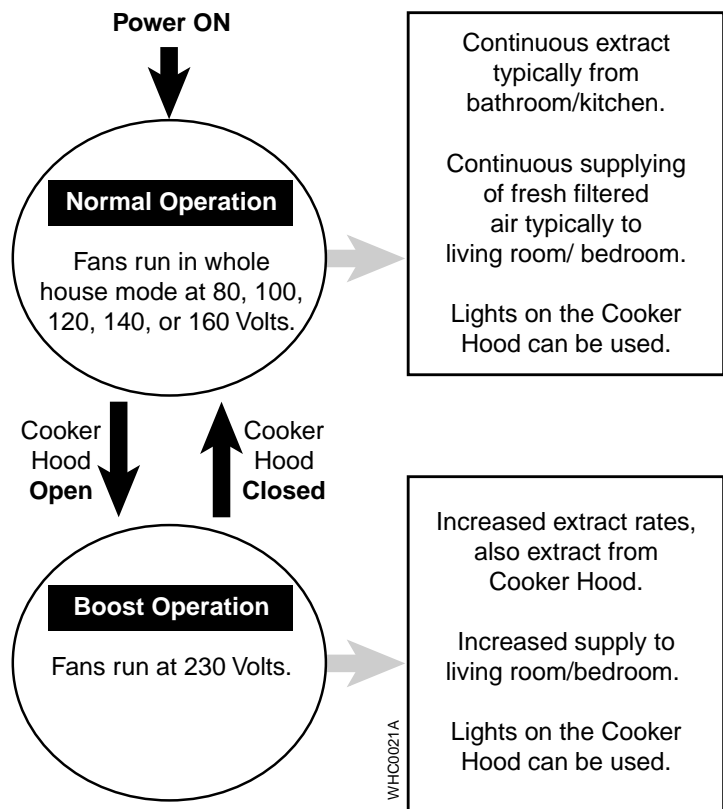 Power ON
Normal Operation
Fans run in whole
house mode at 80, 100,
120, 140, or 160 Volts.
Continuous extract
typically from
bathroom/kitchen.
Continuous supplying
of fresh filtered
air typically to
living room/ bedroom.
Lights on the Cooker
Hood can be used.
Cooker
Hood
Open
Cooker
Hood
Closed
Boost Operation
Fans run at 230 Volts.
Increased extract rates,
also extract from
Cooker Hood.
Increased supply to
living room/bedroom.
Lights on the Cooker
Hood can be used.
WHC0021A